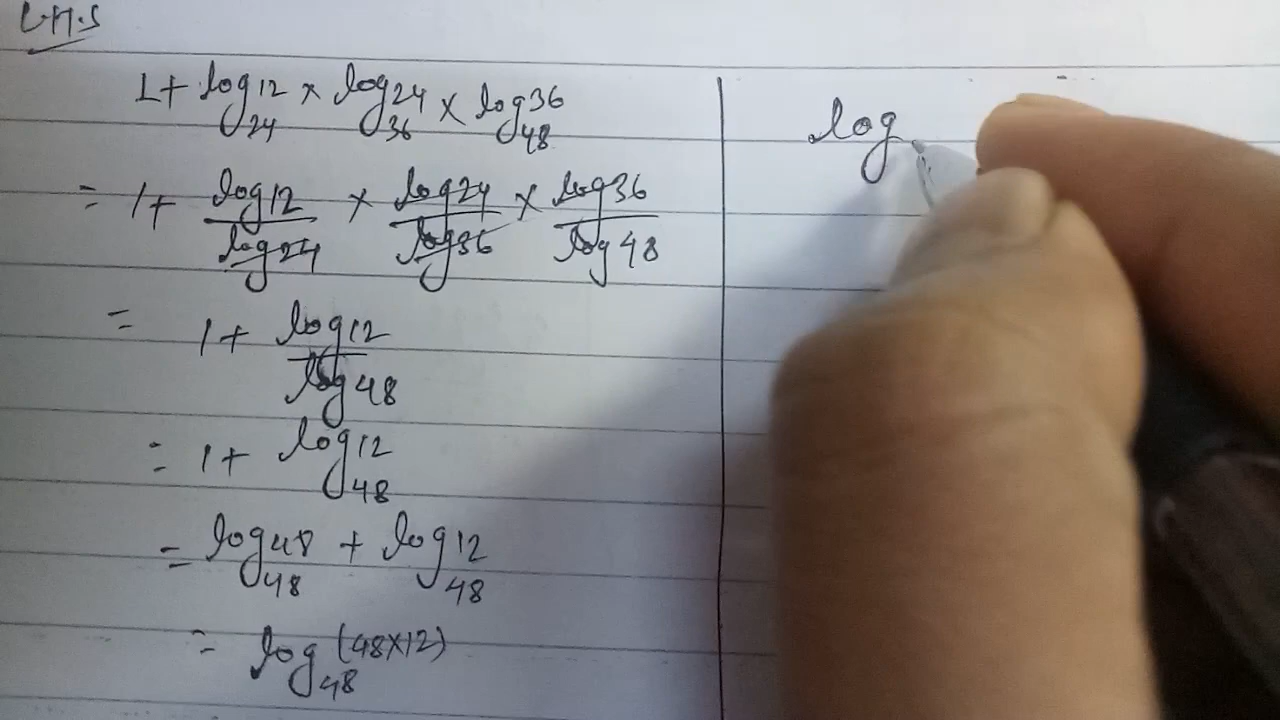 L.H.S
1 + log₂₄12 × log₃₆24 × log₄₈36
= 1 + log12/log24 × log24/log36 × log36/log48
= 1 + log12/log48
= 1 + log₄₈12
= log₄₈48 + log₄₈12
= log₄₈(48×12)
log